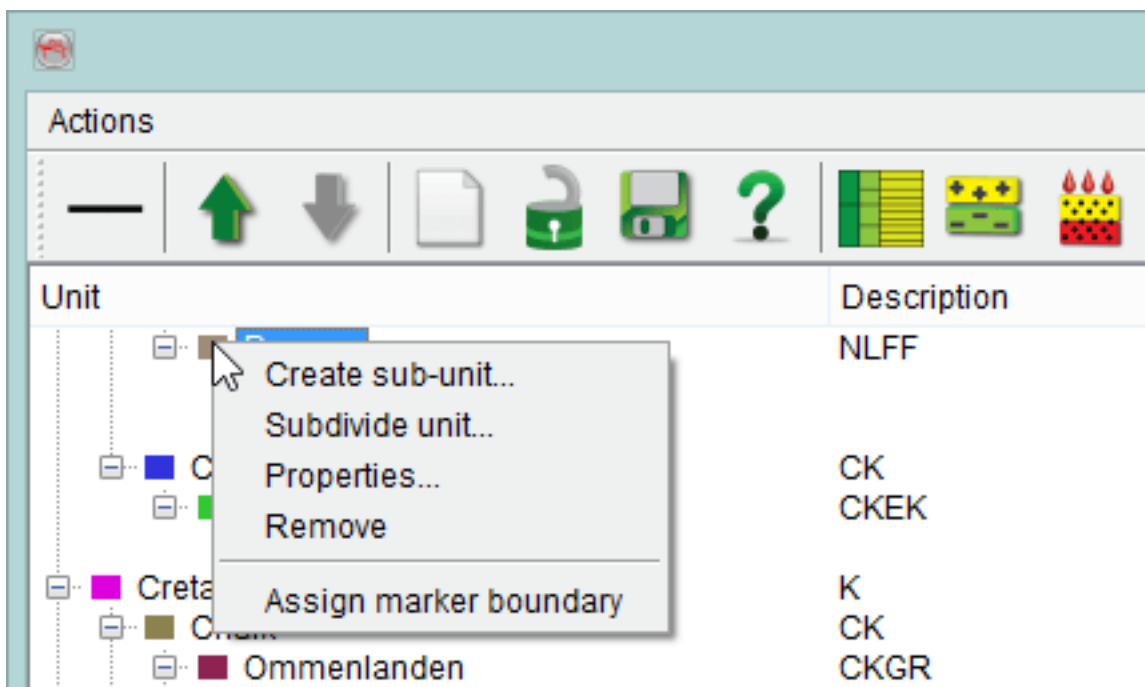 Actions
Unit Description
NLFF
Create sub-unit...
Subdivide unit...
CK
Properties...
CKEK
Remove
K
Assign marker boundary
CK
Ommenlanden CKGR